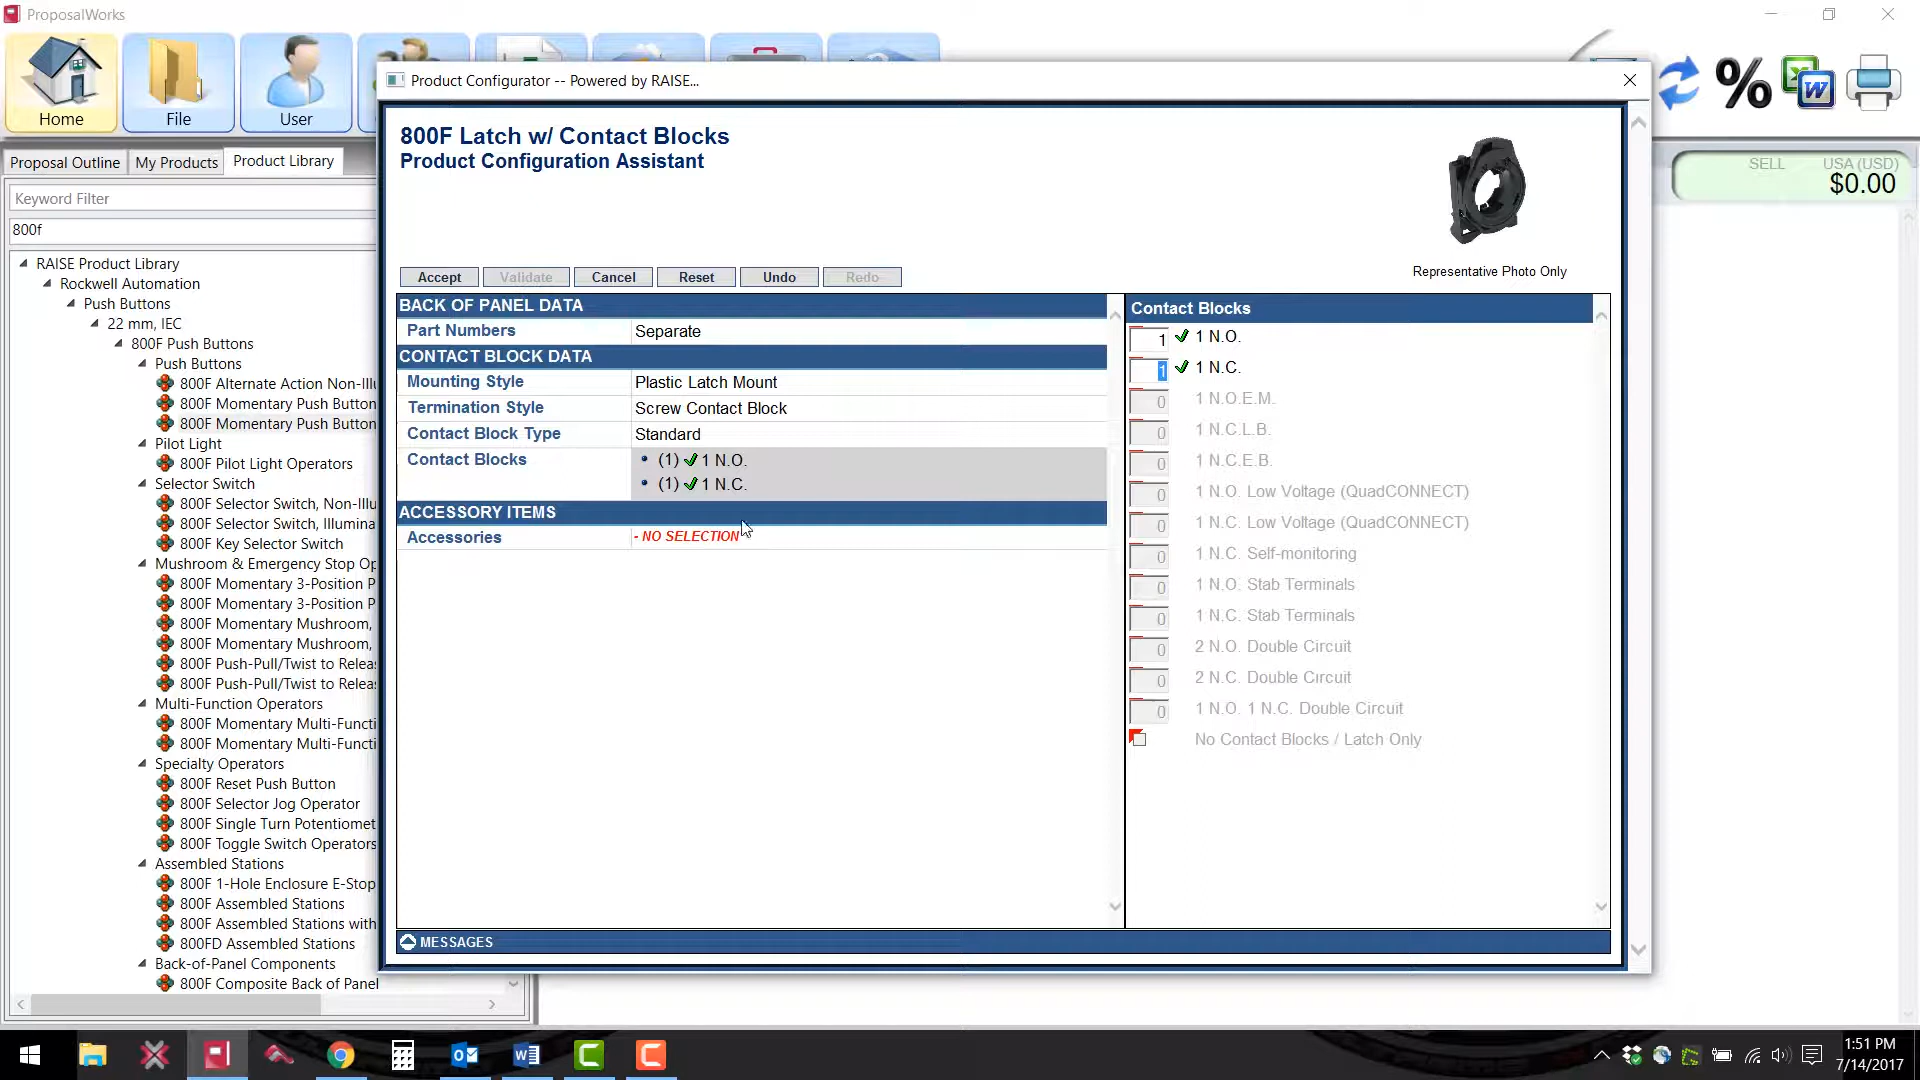 ProposalWorks
Home
File
User
Product Configurator -- Powered by RAISE...
Proposal Outline
My Products
Product Library
Keyword Filter
800f
SELL
USA (USD)
$0.00
RAISE Product Library
Rockwell Automation
Push Buttons
22 mm, IEC
800F Push Buttons
Push Buttons
800F Alternate Action Non-Illu
800F Momentary Push Button
800F Momentary Push Button
Pilot Light
800F Pilot Light Operators
Selector Switch
800F Selector Switch, Non-Illu
800F Selector Switch, Illumina
800F Key Selector Switch
Mushroom & Emergency Stop Op
800F Momentary 3-Position P
800F Momentary 3-Position P
800F Momentary Mushroom,
800F Momentary Mushroom,
800F Push-Pull/Twist to Releas
800F Push-Pull/Twist to Releas
Multi-Function Operators
800F Momentary Multi-Functi
800F Momentary Multi-Functi
Specialty Operators
800F Reset Push Button
800F Selector Jog Operator
800F Single Turn Potentiomet
800F Toggle Switch Operators
Assembled Stations
800F 1-Hole Enclosure E-Stop
800F Assembled Stations
800F Assembled Stations with
800FD Assembled Stations
Back-of-Panel Components
800F Composite Back of Panel
800F Latch w/ Contact Blocks
Product Configuration Assistant
Representative Photo Only
Accept
Validate
Cancel
Reset
Undo
Redo
BACK OF PANEL DATA
Part Numbers Separate
CONTACT BLOCK DATA
Mounting Style Plastic Latch Mount
Termination Style Screw Contact Block
Contact Block Type Standard
Contact Blocks • (1) ✓ 1 N.O.
• (1) ✓ 1 N.C.
ACCESSORY ITEMS
Accessories - NO SELECTION
Contact Blocks
1 ✓ 1 N.O.
1 ✓ 1 N.C.
0 1 N.O.E.M.
0 1 N.C.L.B.
0 1 N.C.E.B.
0 1 N.O. Low Voltage (QuadCONNECT)
0 1 N.C. Low Voltage (QuadCONNECT)
0 1 N.C. Self-monitoring
0 1 N.O. Stab Terminals
0 1 N.C. Stab Terminals
0 2 N.O. Double Circuit
0 2 N.C. Double Circuit
0 1 N.O. 1 N.C. Double Circuit
No Contact Blocks / Latch Only
MESSAGES
1:51 PM
7/14/2017